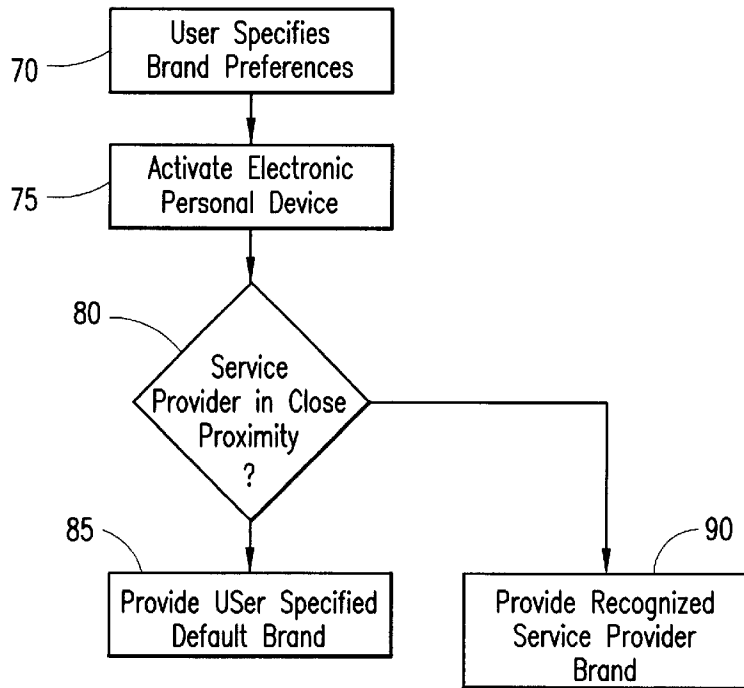 70
User Specifies
Brand Preferences
75
Activate Electronic
Personal Device
80
Service
Provider in Close
Proximity
?
85
Provide USer Specified
Default Brand
90
Provide Recognized
Service Provider
Brand